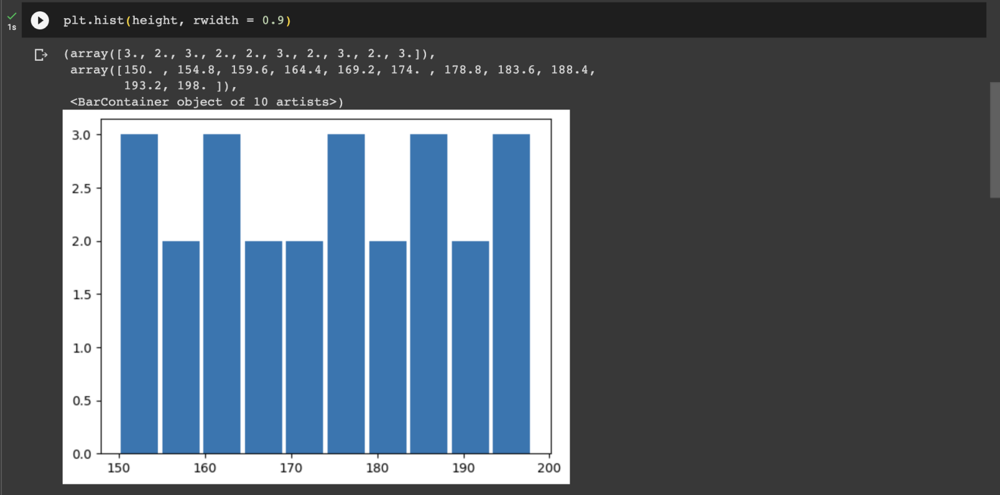 1s
plt.hist(height, rwidth = 0.9)
(array([3., 2., 3., 2., 2., 3., 2., 3., 2., 3.]),
array([150. , 154.8, 159.6, 164.4, 169.2, 174. , 178.8, 183.6, 188.4,
193.2, 198. ]),
<BarContainer object of 10 artists>)
3.0
2.5
2.0
1.5
1.0
0.5
0.0
150 160 170 180 190 200